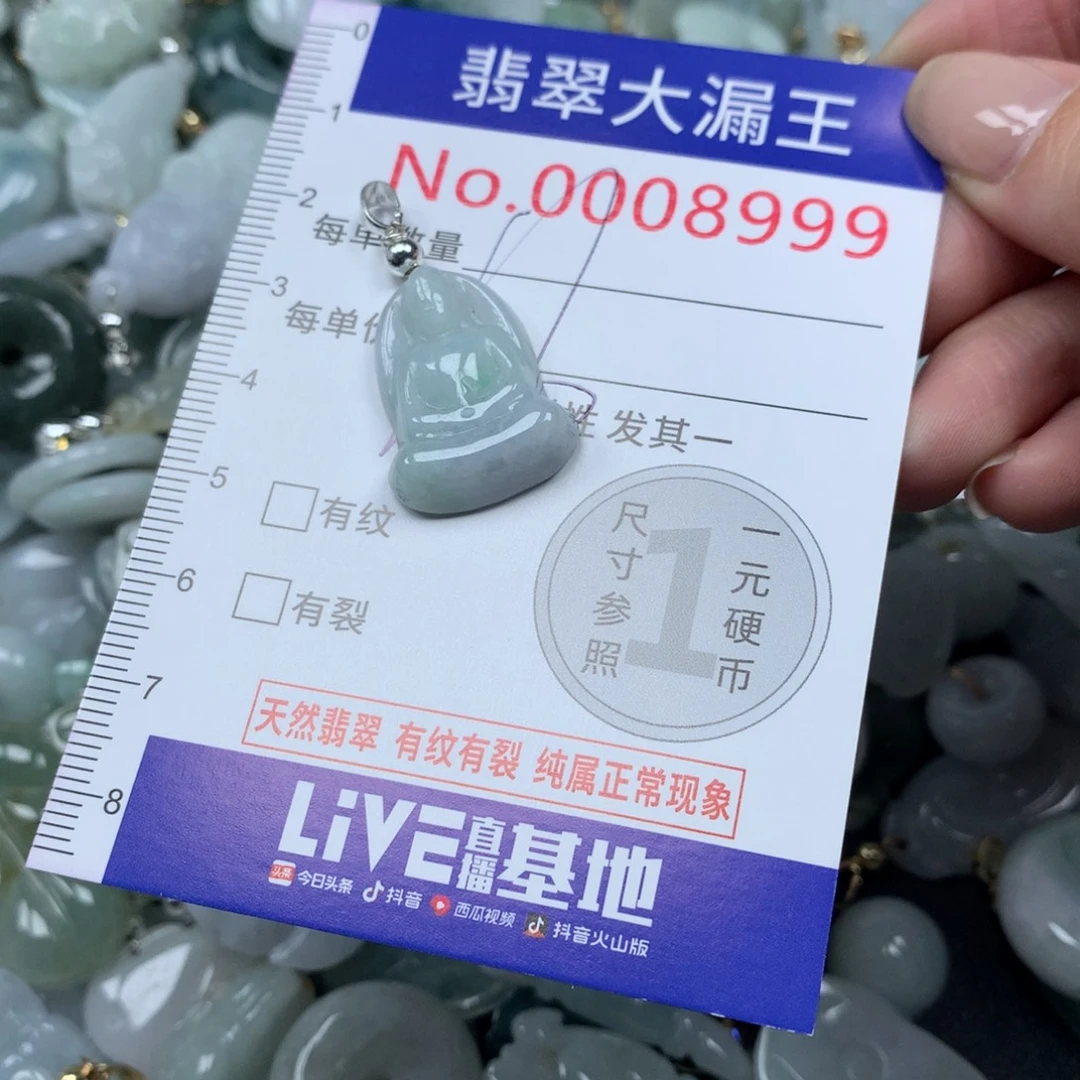 翡翠大漏王
No.0008999
每单数量
每单价
性 发其一
有纹
有裂
尺寸参照
1
一元硬币
天然翡翠 有纹有裂 纯属正常现象
LiVE直播基地
头条 今日头条 抖音 西瓜视频 抖音火山版
0
1
2
3
4
5
6
7
8